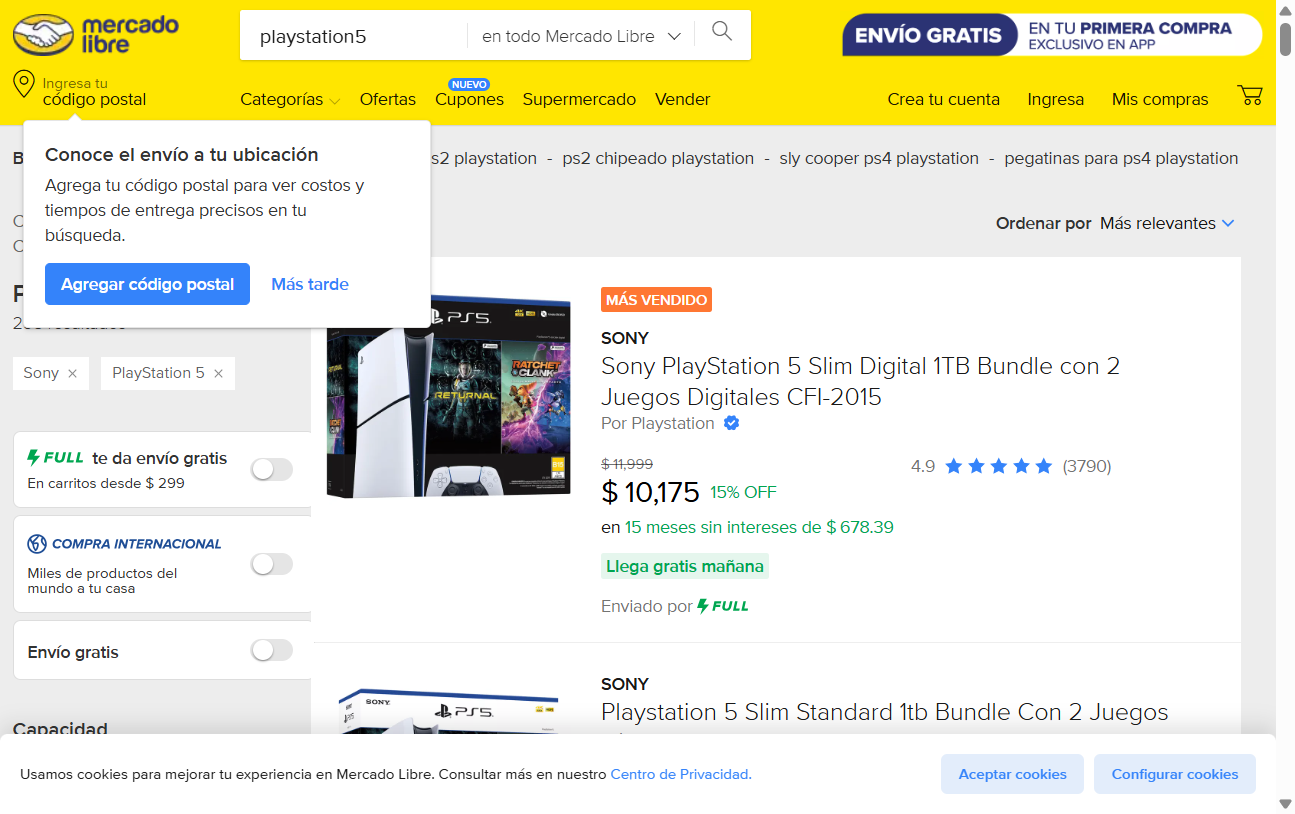 mercado
libre
playstation5
en todo Mercado Libre
ENVÍO GRATIS
EN TU PRIMERA COMPRA
EXCLUSIVO EN APP
Ingresa tu
código postal
Categorías
Ofertas
NUEVO
Cupones
Supermercado
Vender
Crea tu cuenta
Ingresa
Mis compras
Conoce el envío a tu ubicación
Agrega tu código postal para ver costos y
tiempos de entrega precisos en tu
búsqueda.
Agregar código postal
Más tarde
s2 playstation - ps2 chipeado playstation - sly cooper ps4 playstation - pegatinas para ps4 playstation
Ordenar por Más relevantes
Sony ×
PlayStation 5 ×
FULL te da envío gratis
En carritos desde $ 299
COMPRA INTERNACIONAL
Miles de productos del
mundo a tu casa
Envío gratis
Capacidad
PS5
RETURNAL
RATCHET
CLANK
MÁS VENDIDO
SONY
Sony PlayStation 5 Slim Digital 1TB Bundle con 2
Juegos Digitales CFI-2015
Por Playstation
$ 11,999
$ 10,175 15% OFF
4.9 (3790)
en 15 meses sin intereses de $ 678.39
Llega gratis mañana
Enviado por FULL
SONY
PS5
SONY
Playstation 5 Slim Standard 1tb Bundle Con 2 Juegos
Usamos cookies para mejorar tu experiencia en Mercado Libre. Consultar más en nuestro Centro de Privacidad.
Aceptar cookies
Configurar cookies